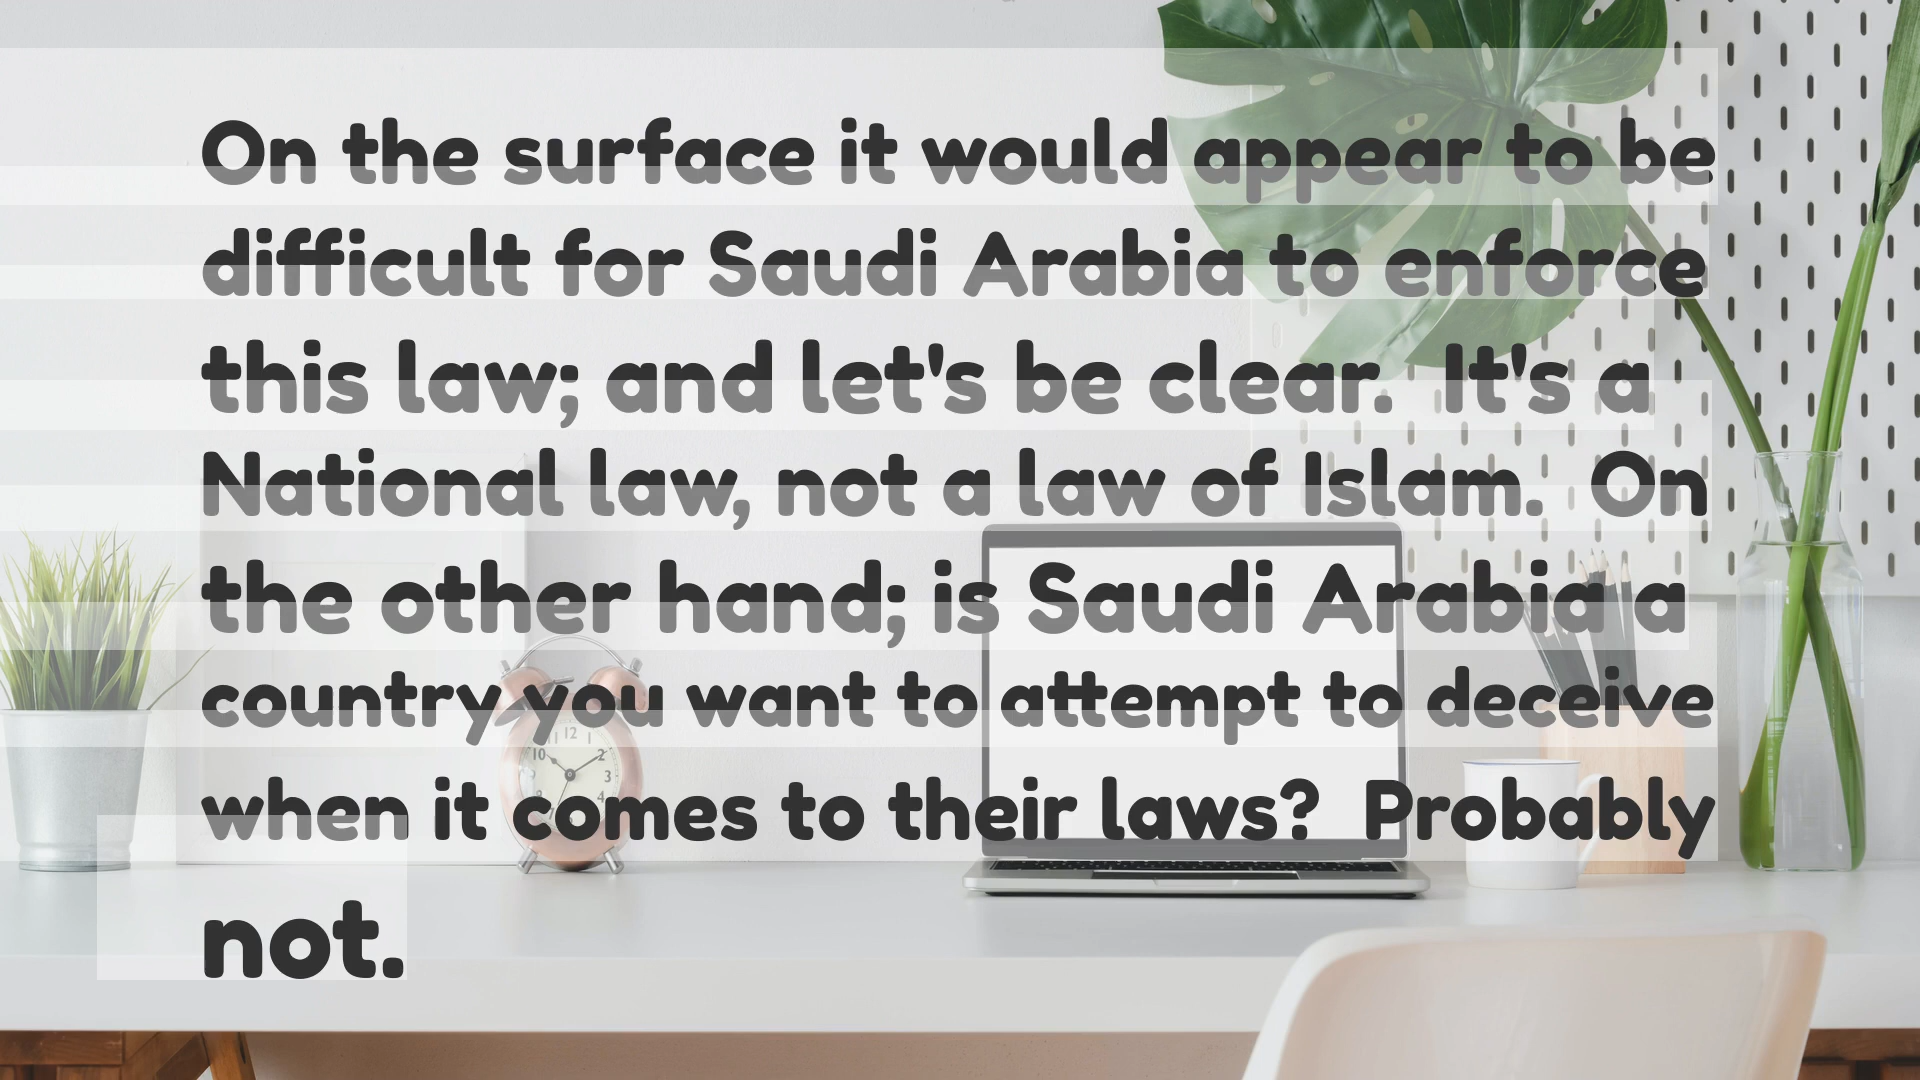 On the surface it would appear to be
difficult for Saudi Arabia to enforce
this law; and let's be clear.  It's a
National law, not a law of Islam.  On
the other hand; is Saudi Arabia a
country you want to attempt to deceive
when it comes to their laws?  Probably
not.